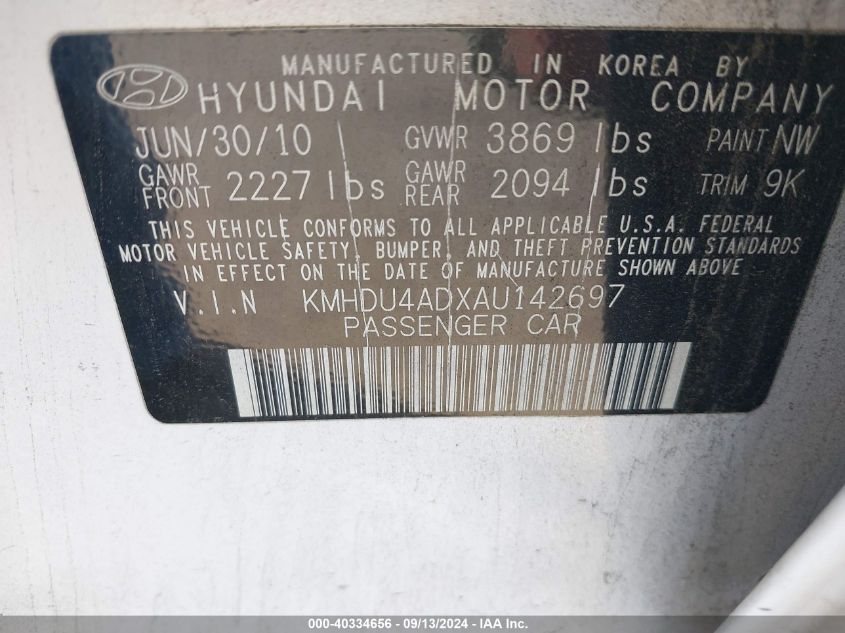 MANUFACTURED IN KOREA BY
HYUNDAI MOTOR COMPANY
JUN/30/10 GVWR 3869 lbs PAINT NW
GAWR FRONT 2227 lbs GAWR REAR 2094 lbs TRIM 9K
THIS VEHICLE CONFORMS TO ALL APPLICABLE U.S.A. FEDERAL
MOTOR VEHICLE SAFETY, BUMPER, AND THEFT PREVENTION STANDARDS
IN EFFECT ON THE DATE OF MANUFACTURE SHOWN ABOVE
V.I.N KMHDU4ADXAU142697
PASSENGER CAR
000-40334656 - 09/13/2024 - IAA Inc.